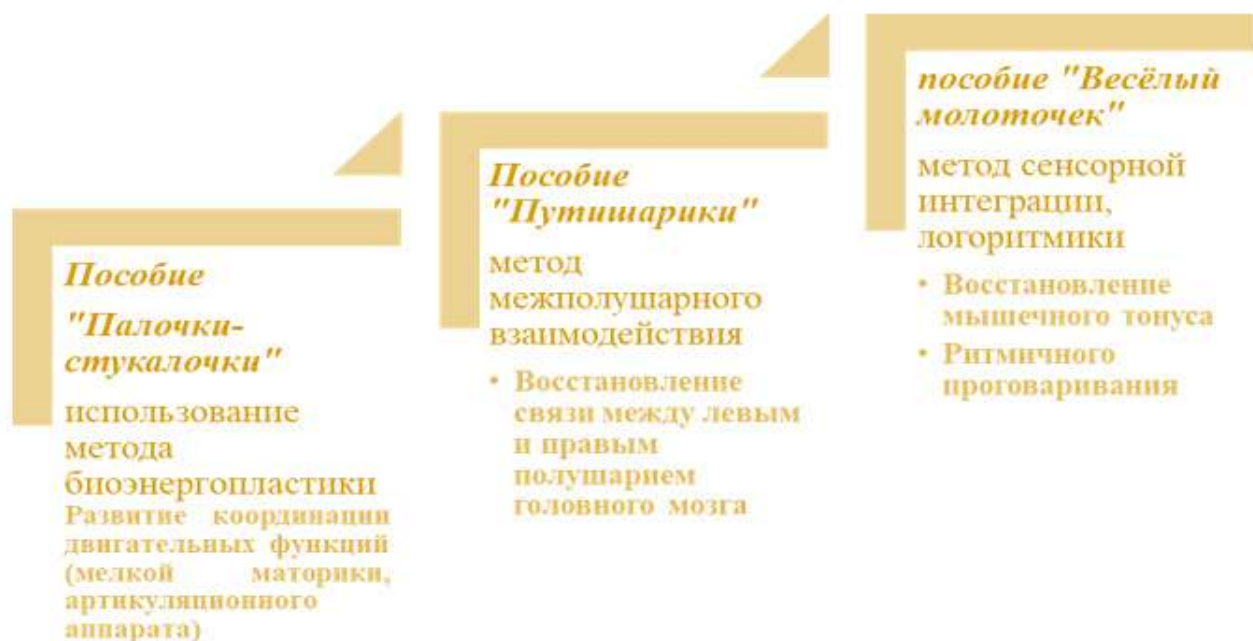 Пособие
"Палочки-
стукалочки"
использование
метода
биоэнергопластики
Развитие координации
двигательных функций
(мелкой маторики,
артикуляционного
аппарата)
Пособие
"Путишарики"
метод
межполушарного
взаимодействия
• Восстановление
связи между левым
и правым
полушарием
головного мозга
пособие "Весёлый
молоточек"
метод сенсорной
интеграции,
логоритмики
• Восстановление
мышечного тонуса
• Ритмичного
проговаривания